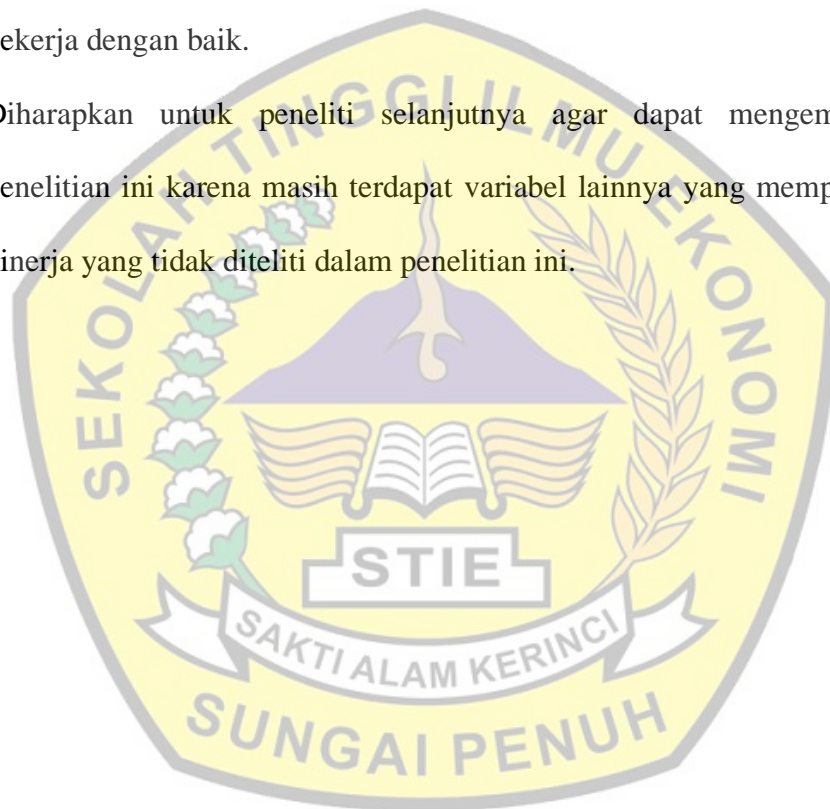 ekerja dengan baik.
Diharapkan untuk peneliti selanjutnya agar dapat mengem
enelitian ini karena masih terdapat variabel lainnya yang memp
inerja yang tidak diteliti dalam penelitian ini.
SEKOLAH TINGGI ILMU EKONOMI
STIE
SAKTI ALAM KERINCI
SUNGAI PENUH